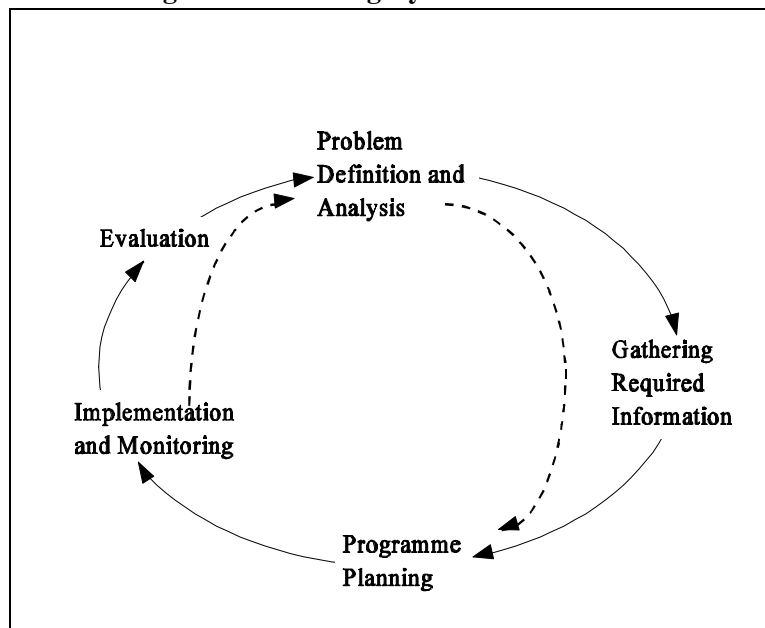 Problem
Definition and
Analysis
Evaluation
Gathering
Required
Information
Implementation
and Monitoring
Programme
Planning